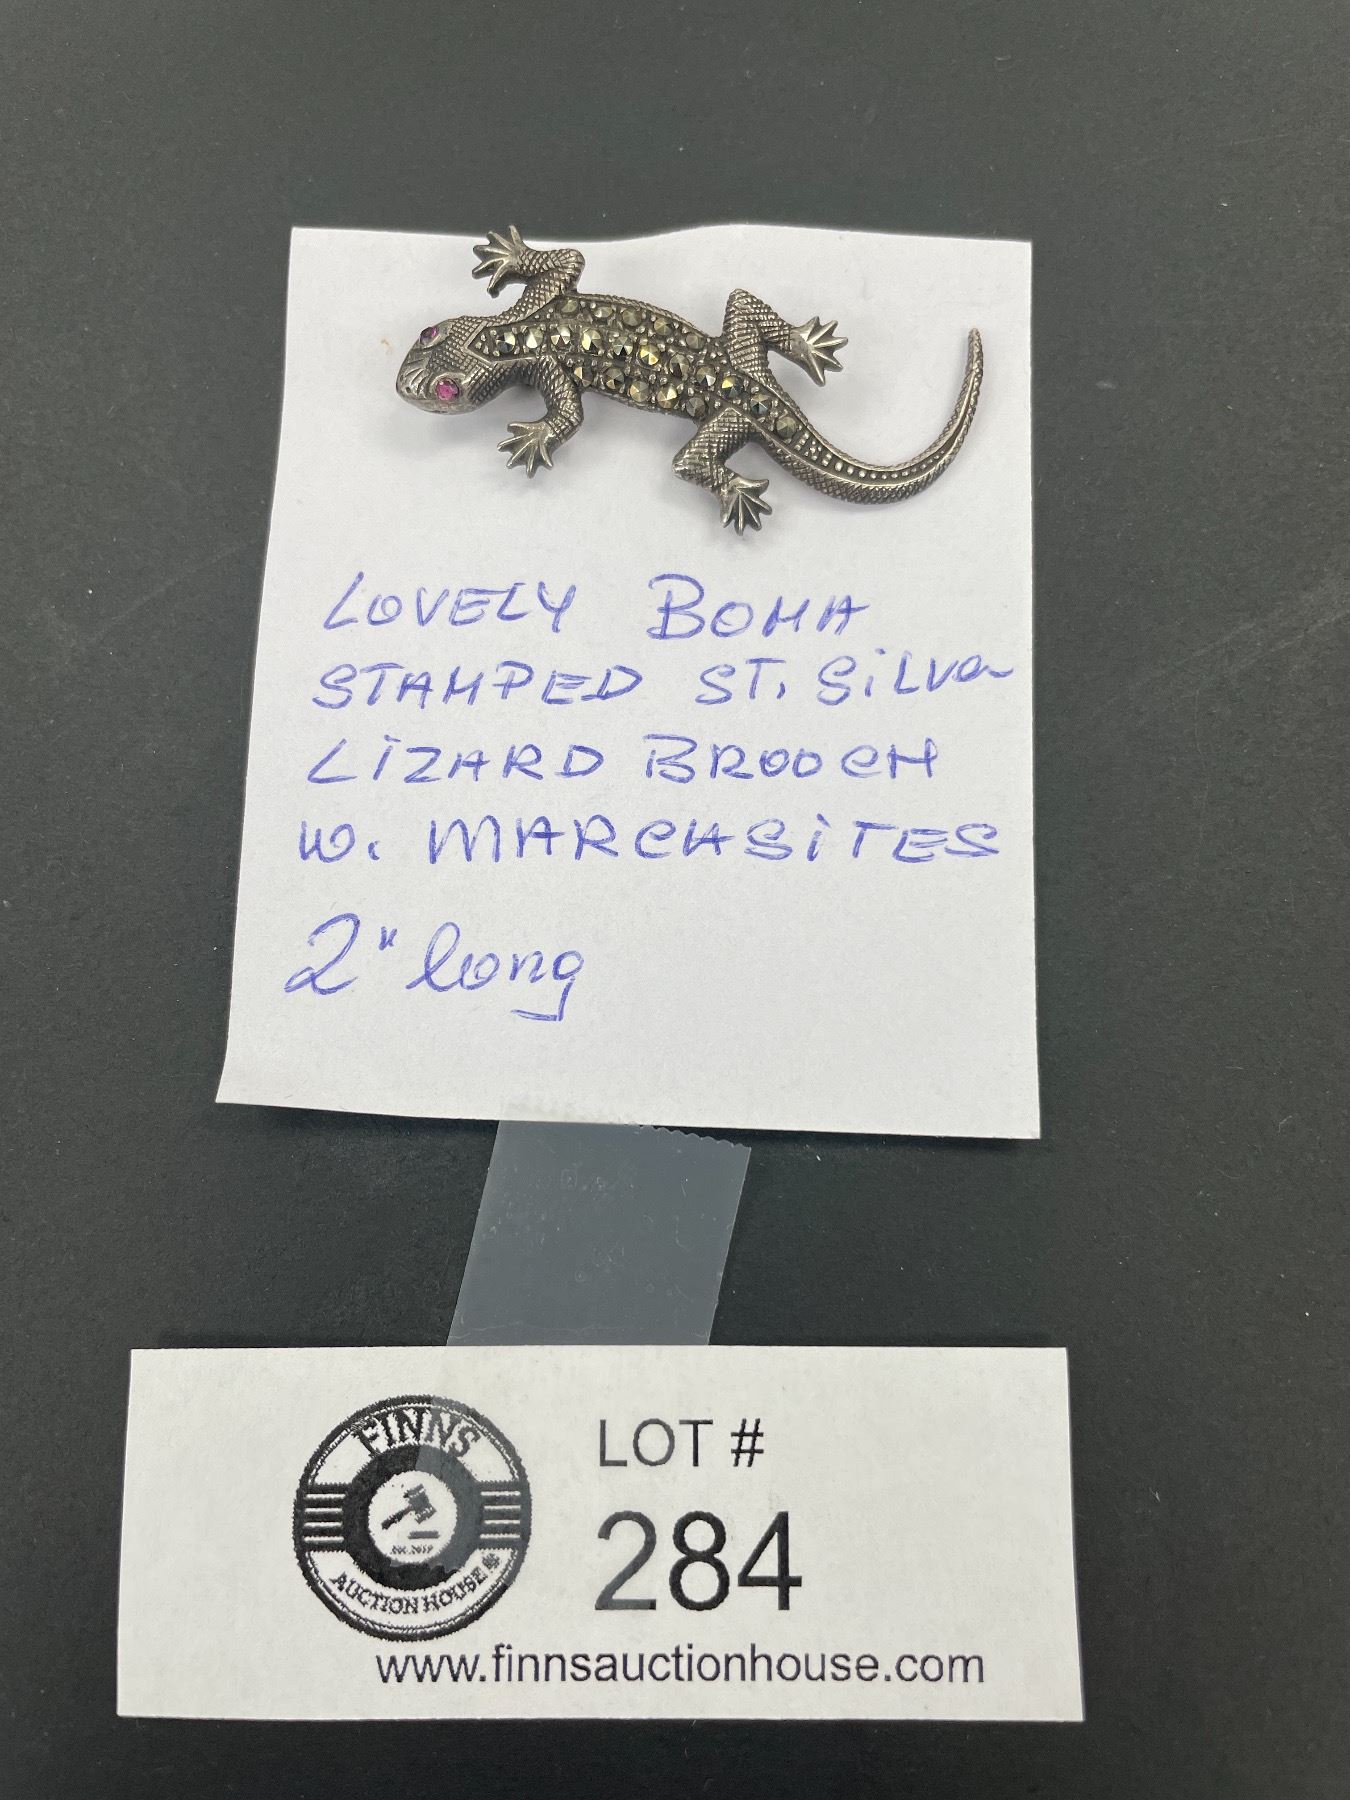 LOVELY BOMA
STAMPED ST. SiLVer
LiZARD BROOCH
W. MARCASiTES
2" long
FINNS
AUCTION HOUSE
LOT #
284
www.finnsauctionhouse.com